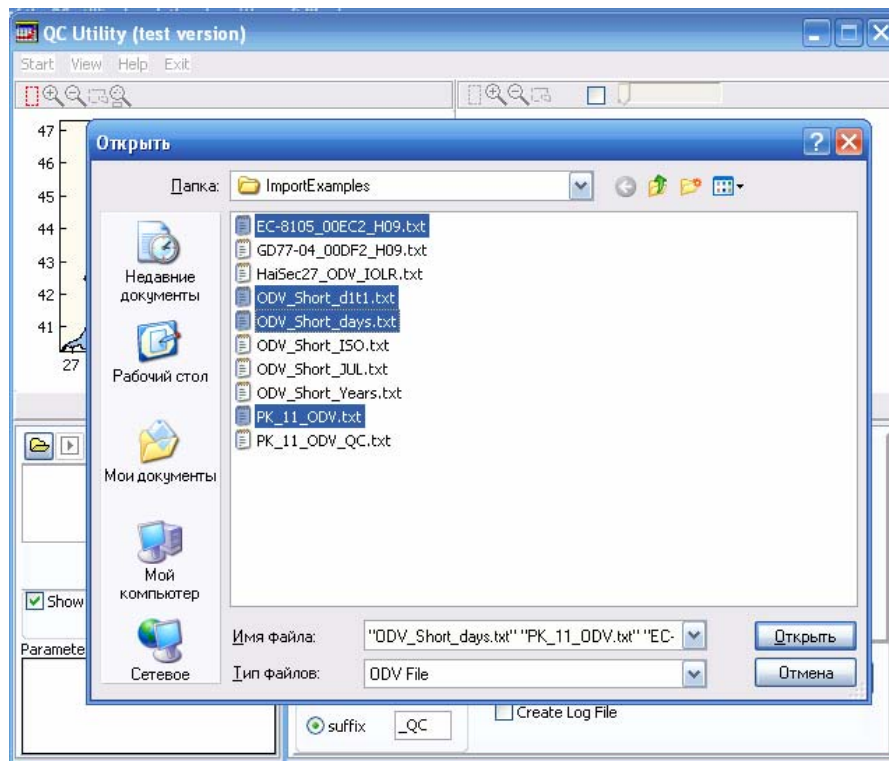 QC Utility (test version)
Start View Help Exit
47
46
45
44
43
42
41
27
Открыть
Папка: ImportExamples
Недавние документы
Рабочий стол
Мои документы
Мой компьютер
Сетевое
EC-8105_00EC2_H09.txt
GD77-04_00DF2_H09.txt
HaiSec27_ODV_IOLR.txt
ODV_Short_d1t1.txt
ODV_Short_days.txt
ODV_Short_ISO.txt
ODV_Short_JUL.txt
ODV_Short_Years.txt
PK_11_ODV.txt
PK_11_ODV_QC.txt
Имя файла: "ODV_Short_days.txt" "PK_11_ODV.txt" "EC- Открыть
Тип файлов: ODV File Отмена
Show
Paramete
suffix _QC
Create Log File